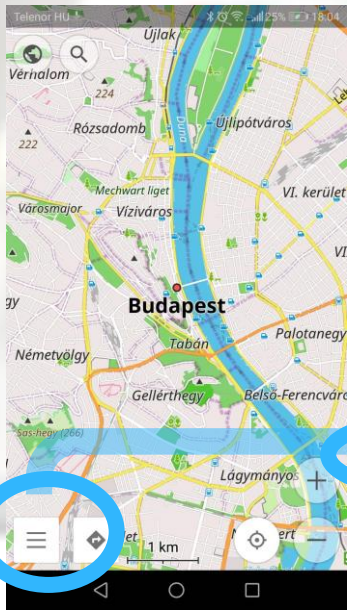 Telenor HU 25% 18:04
Újlak
Vérhalom
224
Rózsadomb
Újlipótváros
222
Duna
Mechwart liget
VI. kerület
Városmajor
Víziváros
Budapest
Tabán
Palotanegy
Németvölgy
Gellérthegy
Belső-Ferencváro
Sas-hegy (266)
Lágymányos
1 km